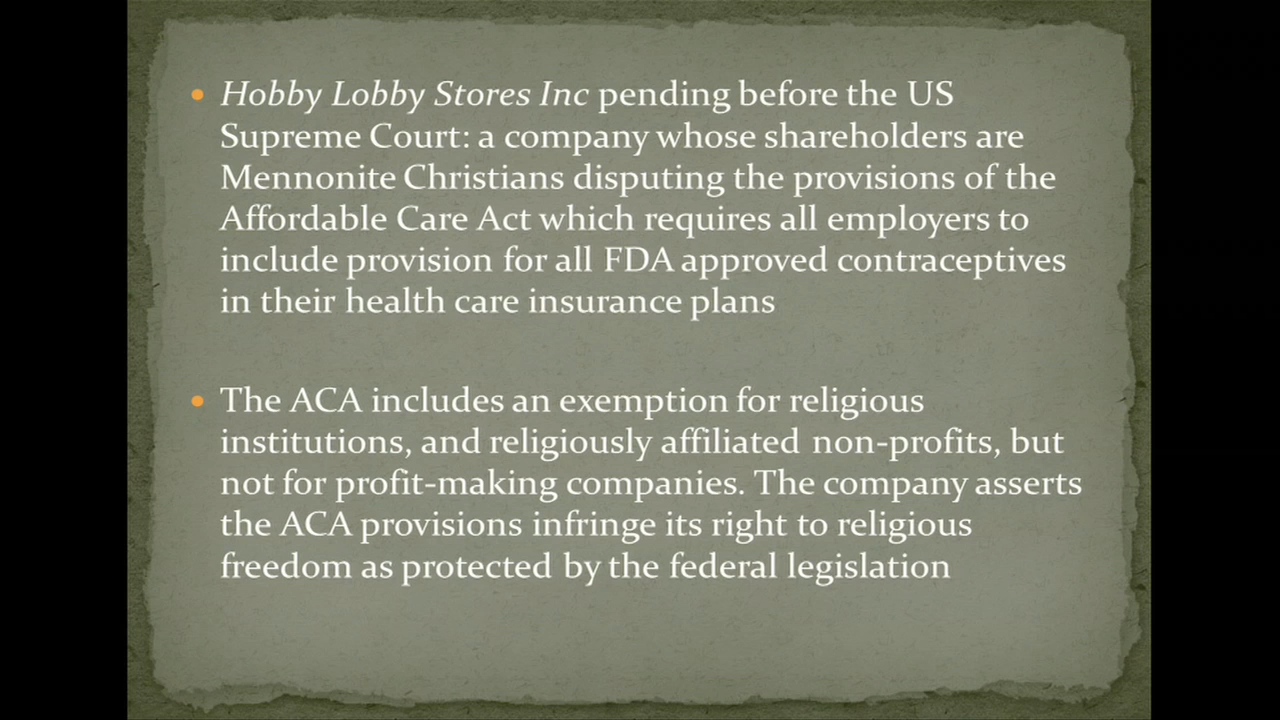 • Hobby Lobby Stores Inc pending before the US
Supreme Court: a company whose shareholders are
Mennonite Christians disputing the provisions of the
Affordable Care Act which requires all employers to
include provision for all FDA approved contraceptives
in their health care insurance plans
• The ACA includes an exemption for religious
institutions, and religiously affiliated non-profits, but
not for profit-making companies. The company asserts
the ACA provisions infringe its right to religious
freedom as protected by the federal legislation